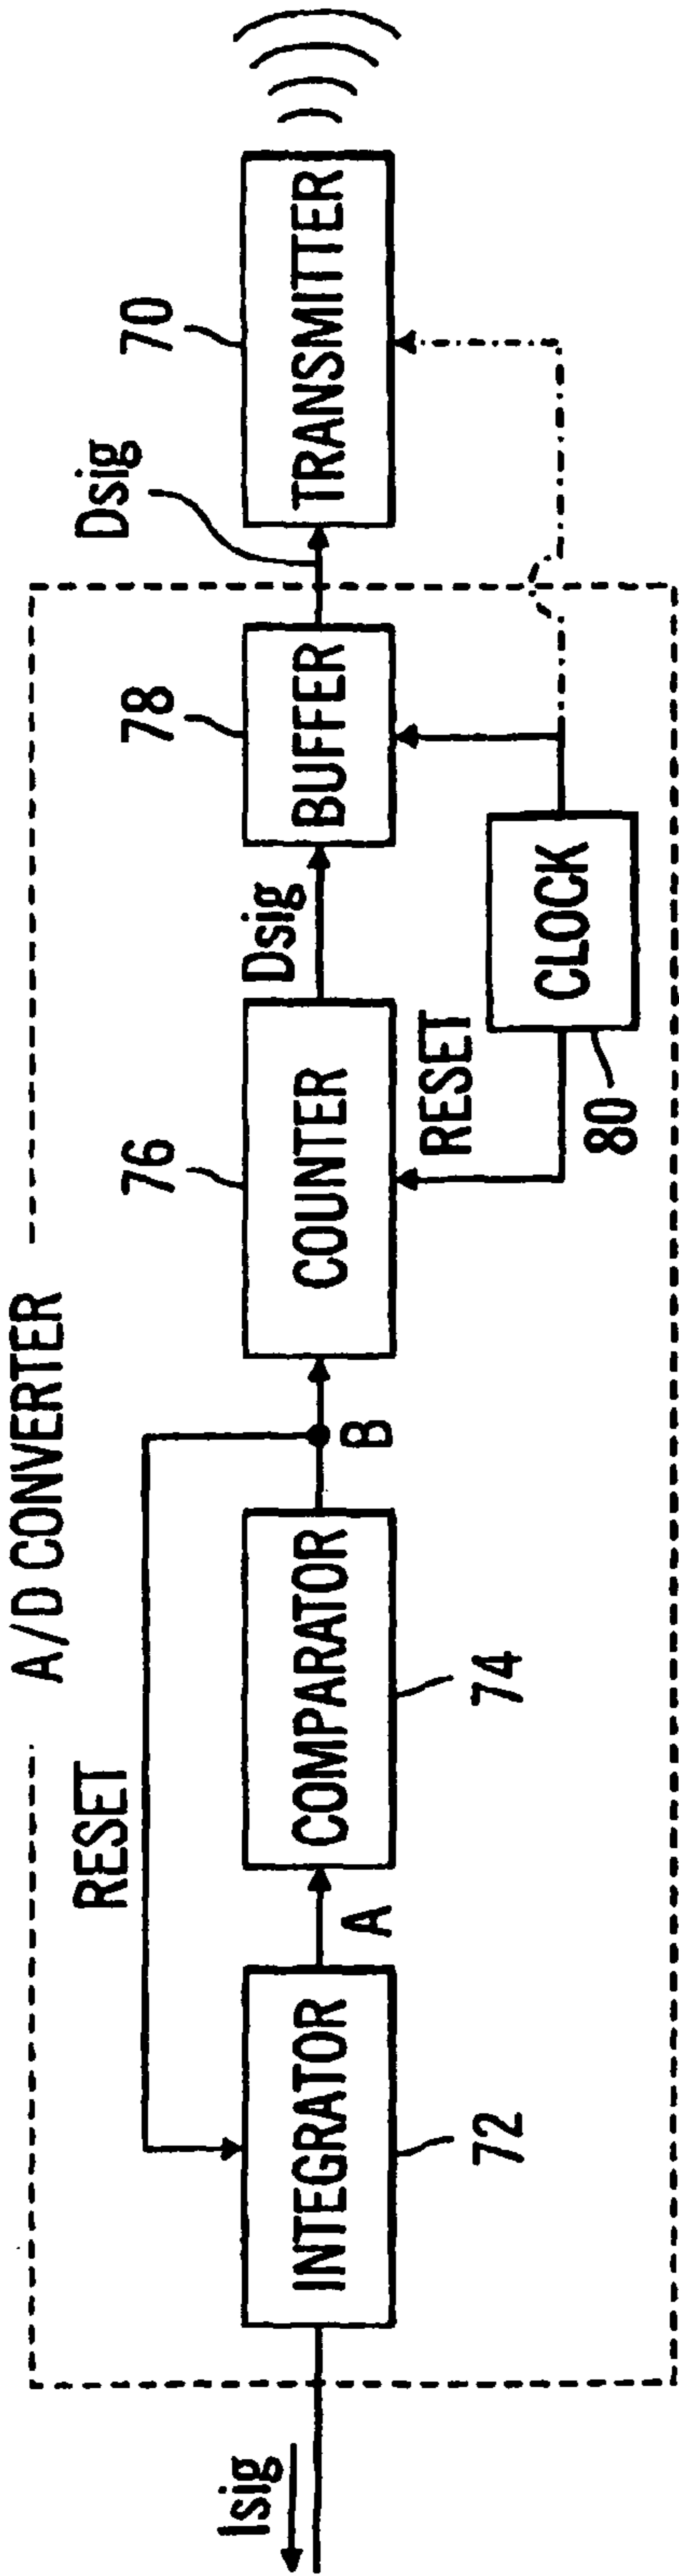 A/D CONVERTER
RESET
Isig
INTEGRATOR
72
A
COMPARATOR
74
B
COUNTER
76
RESET
Dsig
BUFFER
78
CLOCK
80
Dsig
TRANSMITTER
70